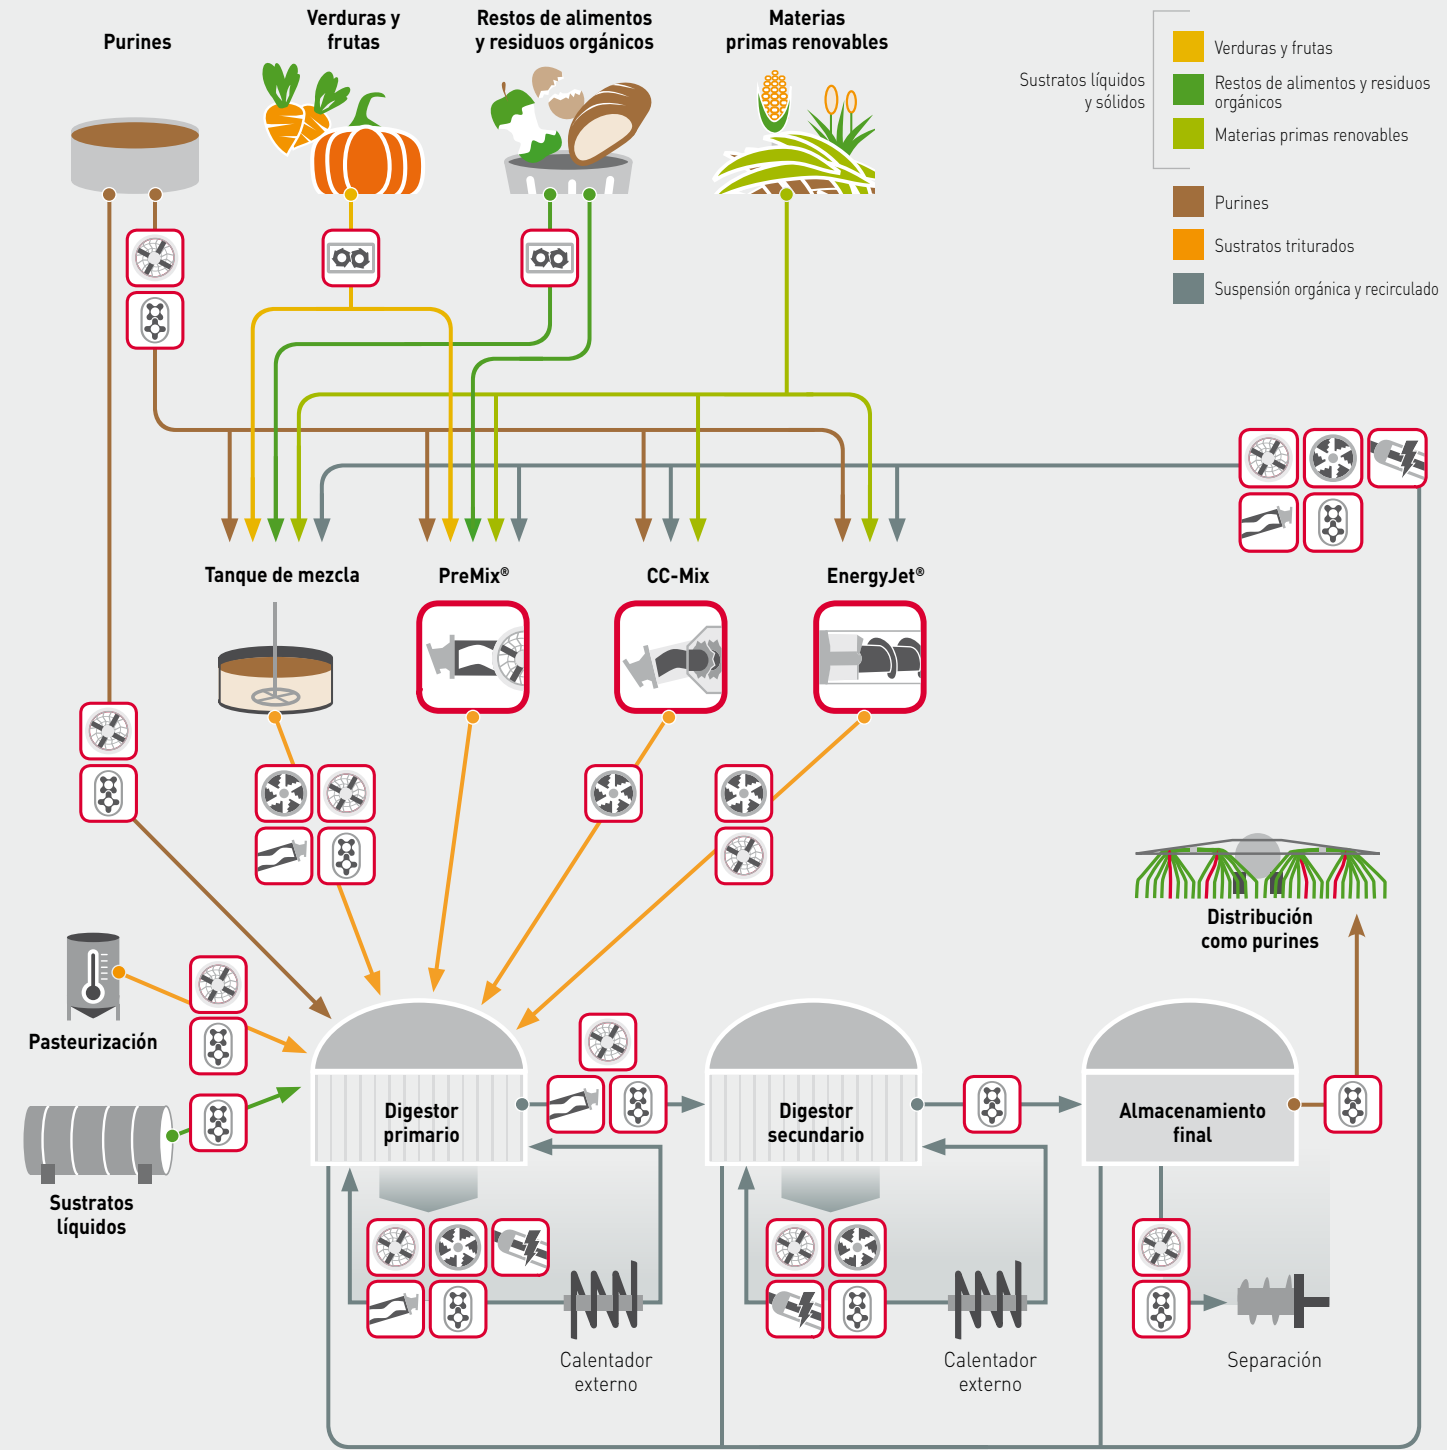 Purines
Verduras y
frutas
Restos de alimentos
y residuos orgánicos
Materias
primas renovables
Sustratos líquidos
y sólidos
Verduras y frutas
Restos de alimentos y residuos
orgánicos
Materias primas renovables
Purines
Sustratos triturados
Suspensión orgánica y recirculado
Tanque de mezcla
PreMix®
CC-Mix
EnergyJet®
Distribución
como purines
Pasteurización
Sustratos
líquidos
Digestor
primario
Digestor
secundario
Almacenamiento
final
Calentador
externo
Calentador
externo
Separación